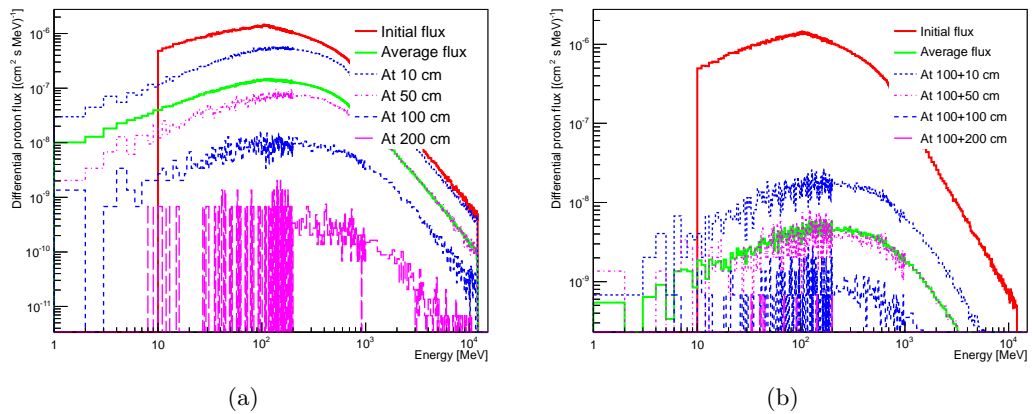 (a)
Differential proton flux [(cm² s MeV)⁻¹]
10⁻⁶
10⁻⁷
10⁻⁸
10⁻⁹
10⁻¹⁰
10⁻¹¹
Initial flux
Average flux
At 10 cm
At 50 cm
At 100 cm
At 200 cm
1
10
10²
10³
10⁴
Energy [MeV]
(a)
(b)
Differential proton flux [(cm² s MeV)⁻¹]
10⁻⁶
10⁻⁷
10⁻⁸
10⁻⁹
Initial flux
Average flux
At 100+10 cm
At 100+50 cm
At 100+100 cm
At 100+200 cm
1
10
10²
10³
10⁴
Energy [MeV]
(b)